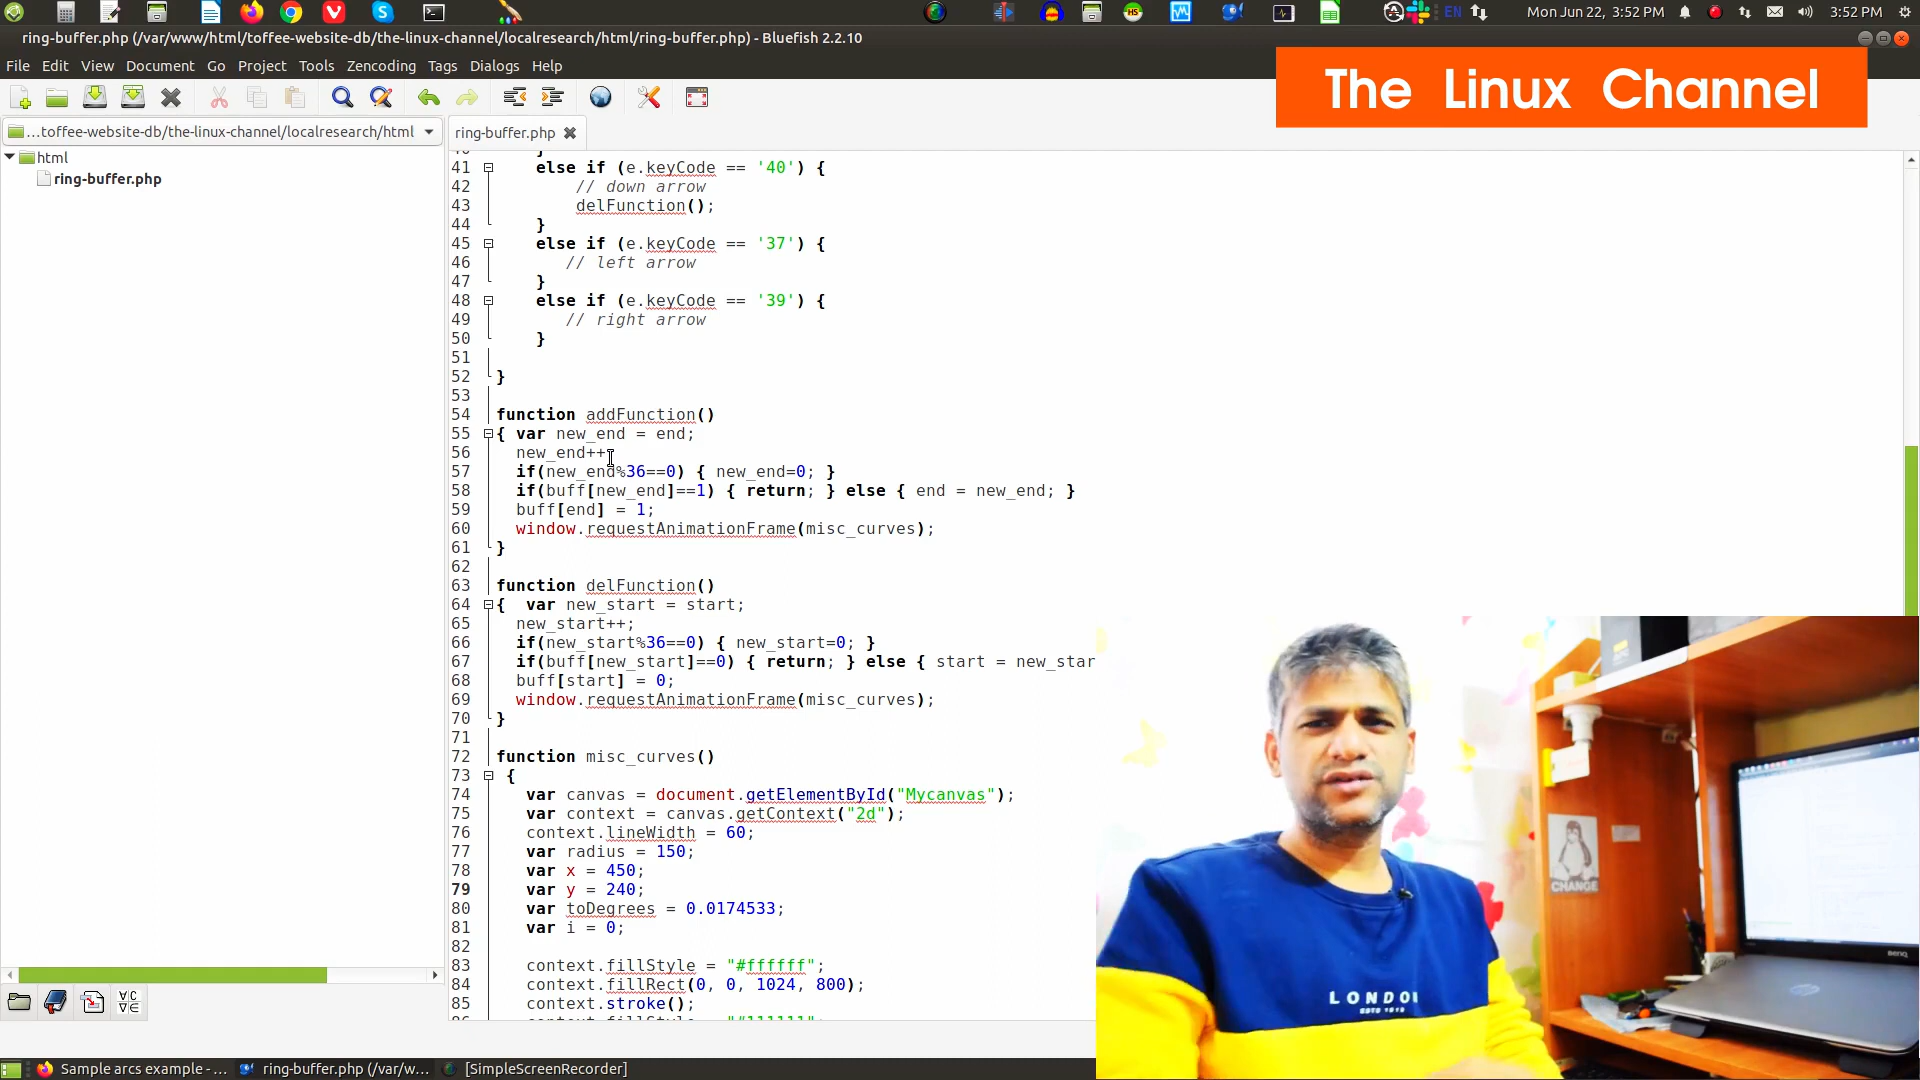 Mon Jun 22, 3:52 PM
EN
3:52 PM
ring-buffer.php (/var/www/html/toffee-website-db/the-linux-channel/localresearch/html/ring-buffer.php) - Bluefish 2.2.10
File Edit View Document Go Project Tools Zencoding Tags Dialogs Help
The Linux Channel
...toffee-website-db/the-linux-channel/localresearch/html
ring-buffer.php
html
ring-buffer.php
41 else if (e.keyCode == '40') {
42 // down arrow
43 delFunction();
44 }
45 else if (e.keyCode == '37') {
46 // left arrow
47 }
48 else if (e.keyCode == '39') {
49 // right arrow
50 }
51
52 }
53
54 function addFunction()
55 { var new_end = end;
56 new_end++
57 if(new_end%36==0) { new_end=0; }
58 if(buff[new_end]==1) { return; } else { end = new_end; }
59 buff[end] = 1;
60 window.requestAnimationFrame(misc_curves);
61 }
62
63 function delFunction()
64 { var new_start = start;
65 new_start++;
66 if(new_start%36==0) { new_start=0; }
67 if(buff[new_start]==0) { return; } else { start = new_star
68 buff[start] = 0;
69 window.requestAnimationFrame(misc_curves);
70 }
71
72 function misc_curves()
73 {
74 var canvas = document.getElementById("Mycanvas");
75 var context = canvas.getContext("2d");
76 context.lineWidth = 60;
77 var radius = 150;
78 var x = 450;
79 var y = 240;
80 var toDegrees = 0.0174533;
81 var i = 0;
82
83 context.fillStyle = "#ffffff";
84 context.fillRect(0, 0, 1024, 800);
85 context.stroke();
CHANGE
LONDON
BenQ
Sample arcs example - ...
ring-buffer.php (/var/w...
[SimpleScreenRecorder]